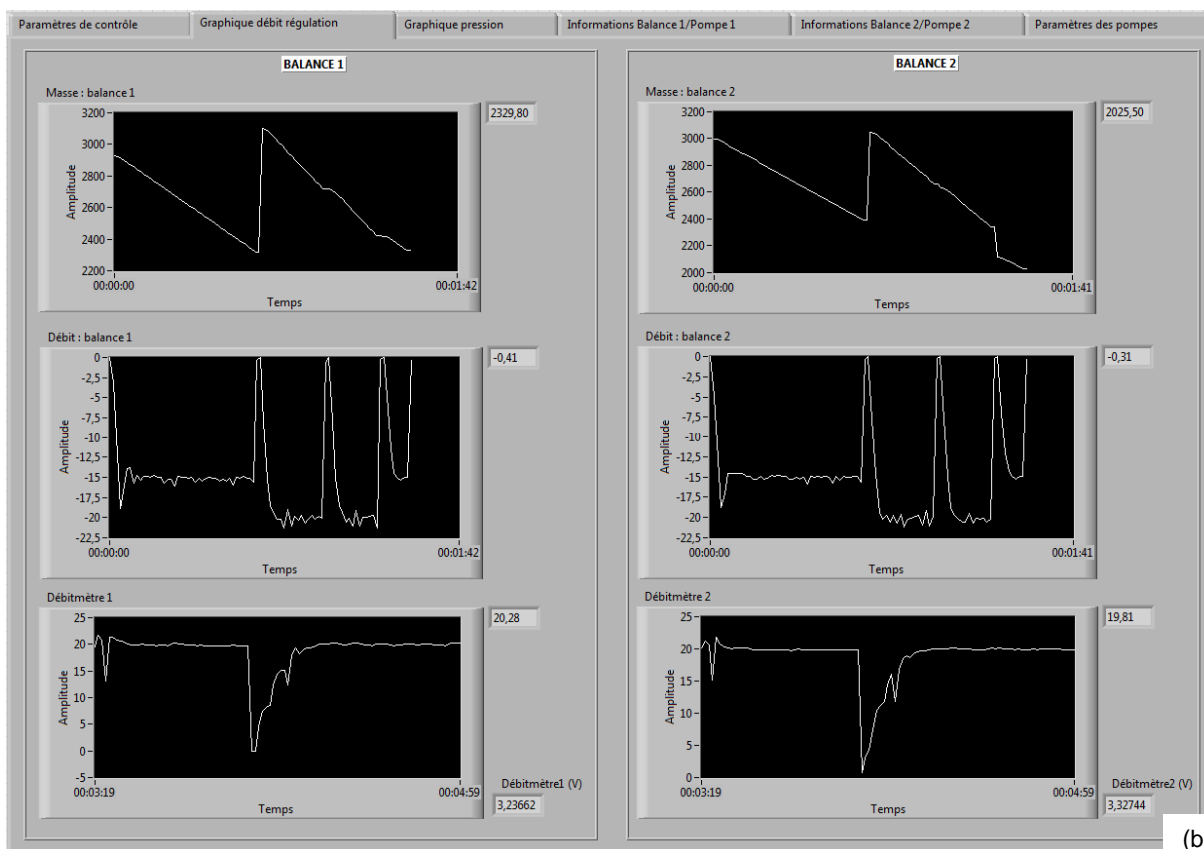 Paramètres de contrôle
Graphique débit régulation
Graphique pression
Informations Balance 1/Pompe 1
Informations Balance 2/Pompe 2
Paramètres des pompes
BALANCE 1
Masse : balance 1
2329,80
3200
3000
2800
2600
2400
2200
Amplitude
00:00:00
00:01:42
Temps
Débit : balance 1
-0,41
0
-2,5
-5
-7,5
-10
-12,5
-15
-17,5
-20
-22,5
Amplitude
00:00:00
00:01:42
Temps
Débitmètre 1
20,28
25
20
15
10
5
0
-5
Amplitude
00:03:19
00:04:59
Temps
Débitmètre1 (V)
3,23662
BALANCE 2
Masse : balance 2
2025,50
3200
3000
2800
2600
2400
2200
2000
Amplitude
00:00:00
00:01:41
Temps
Débit : balance 2
-0,31
0
-2,5
-5
-7,5
-10
-12,5
-15
-17,5
-20
-22,5
Amplitude
00:00:00
00:01:41
Temps
Débitmètre 2
19,81
25
20
15
10
5
0
Amplitude
00:03:19
00:04:59
Temps
Débitmètre2 (V)
3,32744
(b